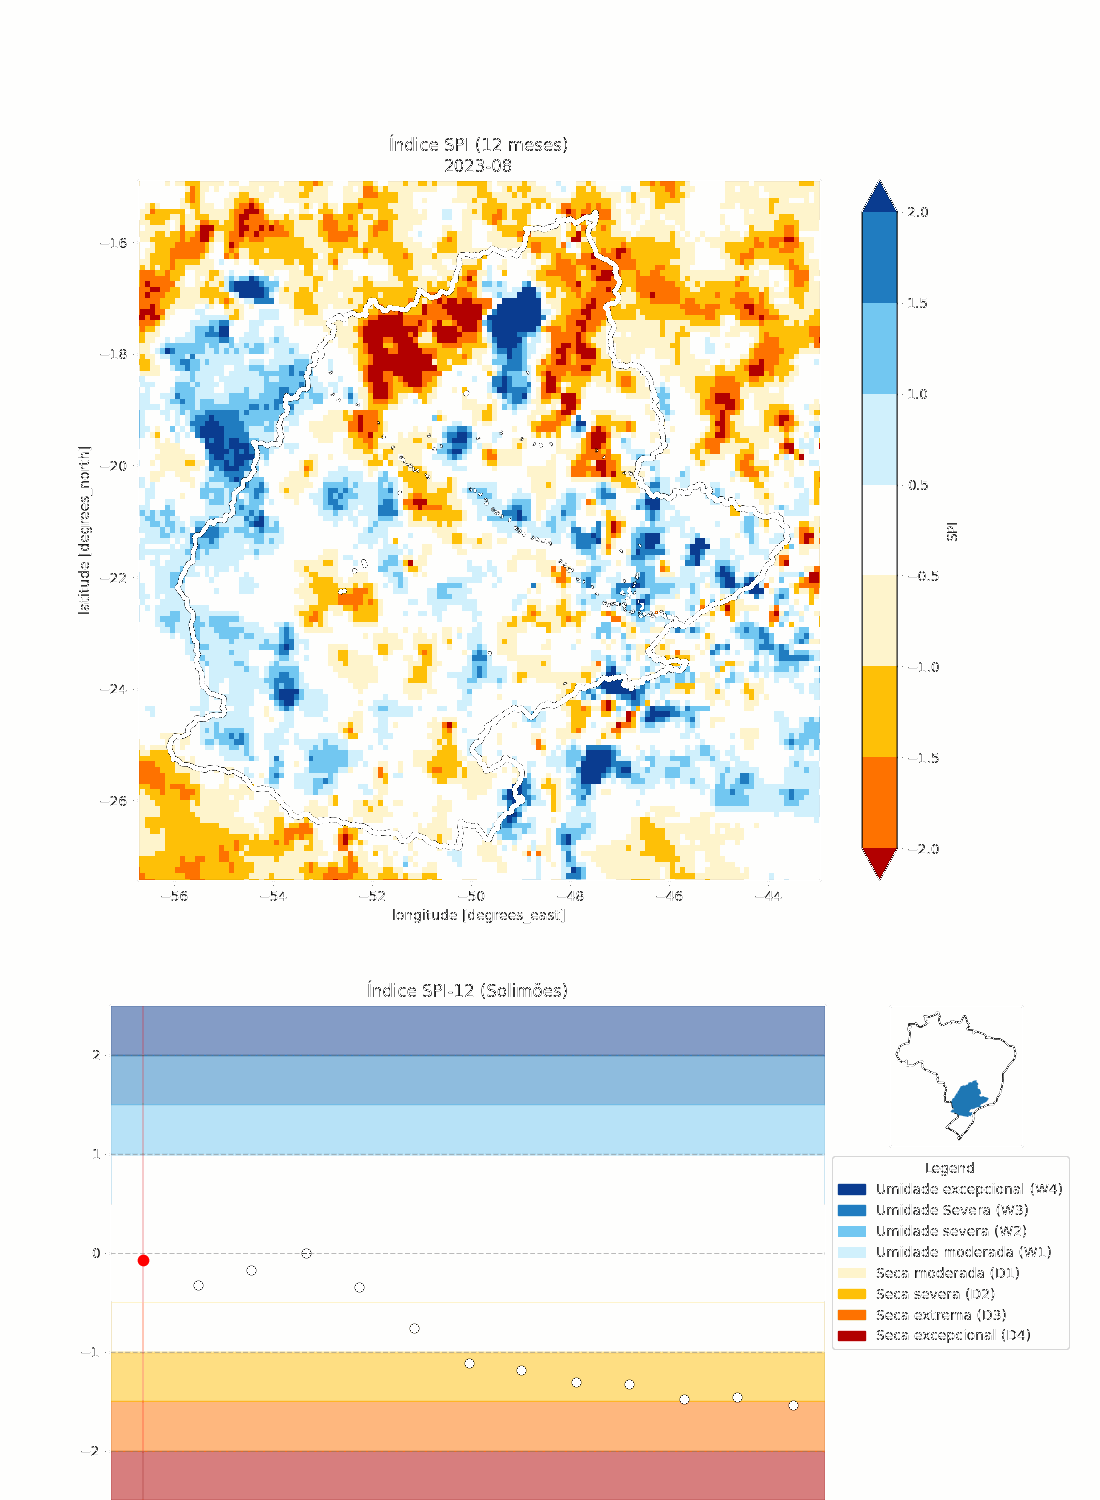 Índice SPI (12 meses)
2023-08
latitude [degrees_north]
−16
−18
−20
−22
−24
−26
−56
−54
−52
−50
−48
−46
−44
longitude [degrees_east]
2.0
1.5
1.0
0.5
−0.5
−1.0
−1.5
−2.0
SPI
Índice SPI-12 (Solimões)
2
1
0
−1
−2
Legend
Umidade excepcional (W4)
Umidade Severa (W3)
Umidade severa (W2)
Umidade moderada (W1)
Seca moderada (D1)
Seca severa (D2)
Seca extrema (D3)
Seca excepcional (D4)